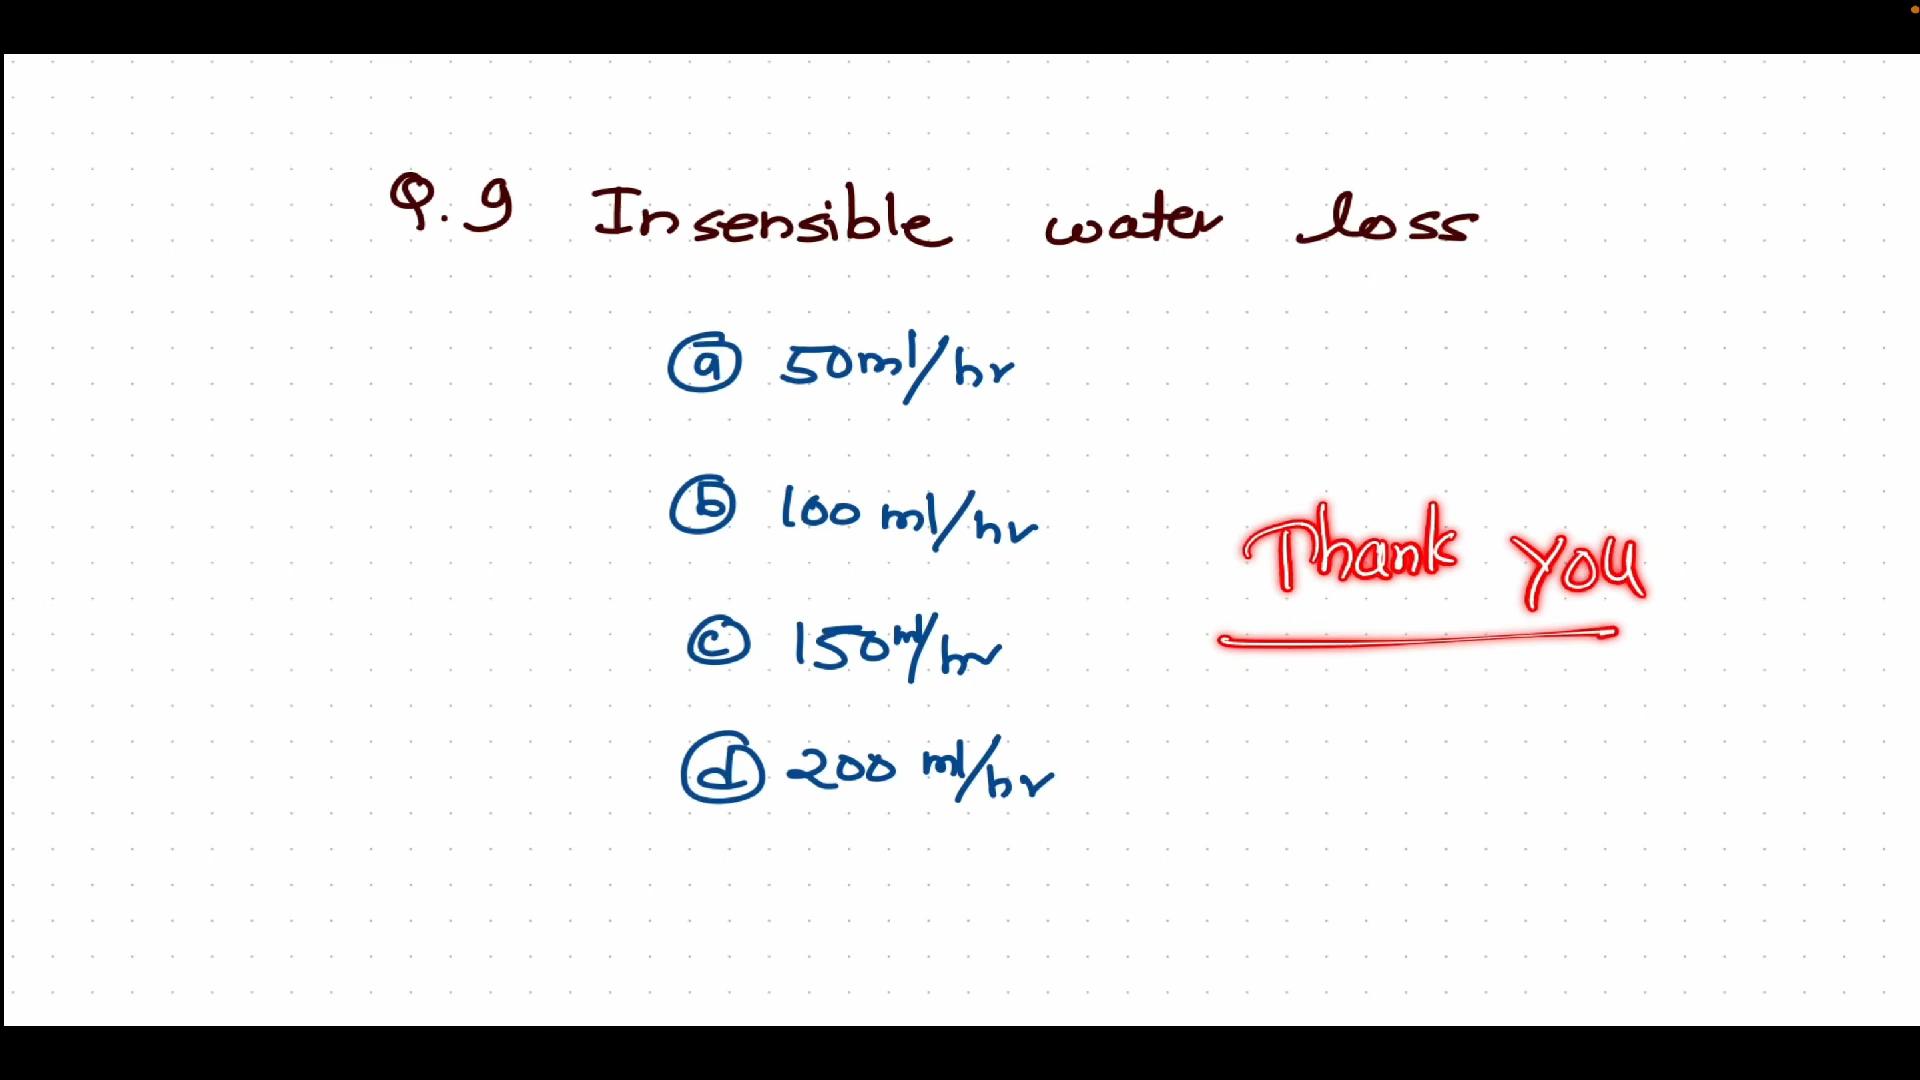 Q.9 Insensible water loss
a 50ml/hr
b 100 ml/hr
c 150ml/hr
d 200 ml/hr
Thank You